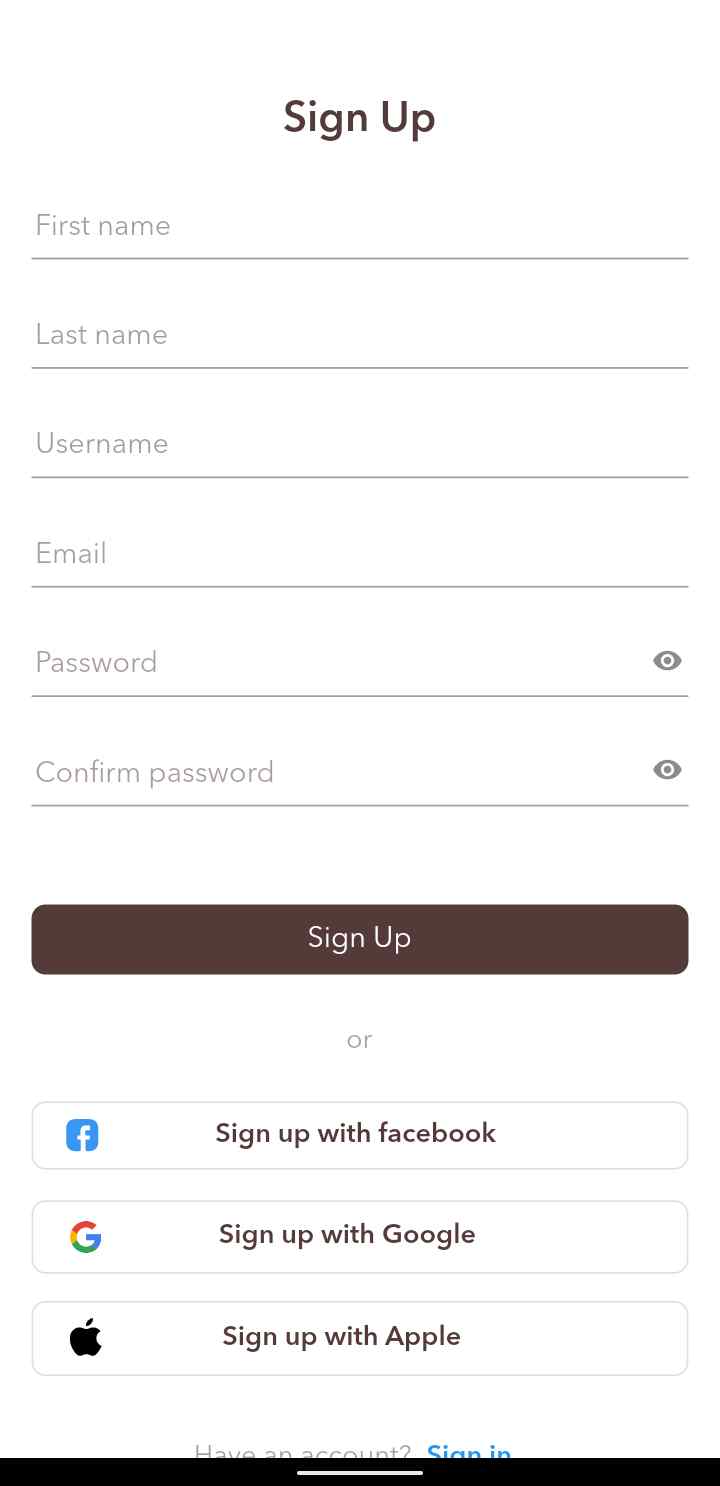 Sign Up
First name
Last name
Username
Email
Password
Confirm password
Sign Up
or
Sign up with facebook
Sign up with Google
Sign up with Apple
Have an account? Sign in